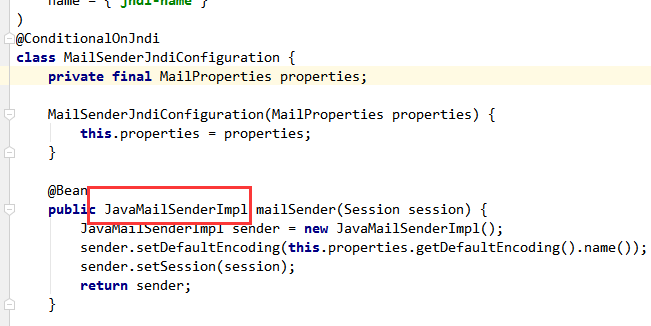 name = { "jndi-name" }
)
@ConditionalOnJndi
class MailSenderJndiConfiguration {
private final MailProperties properties;
MailSenderJndiConfiguration(MailProperties properties) {
this.properties = properties;
}
@Bean
public JavaMailSenderImpl mailSender(Session session) {
JavaMailSenderImpl sender = new JavaMailSenderImpl();
sender.setDefaultEncoding(this.properties.getDefaultEncoding().name());
sender.setSession(session);
return sender;
}